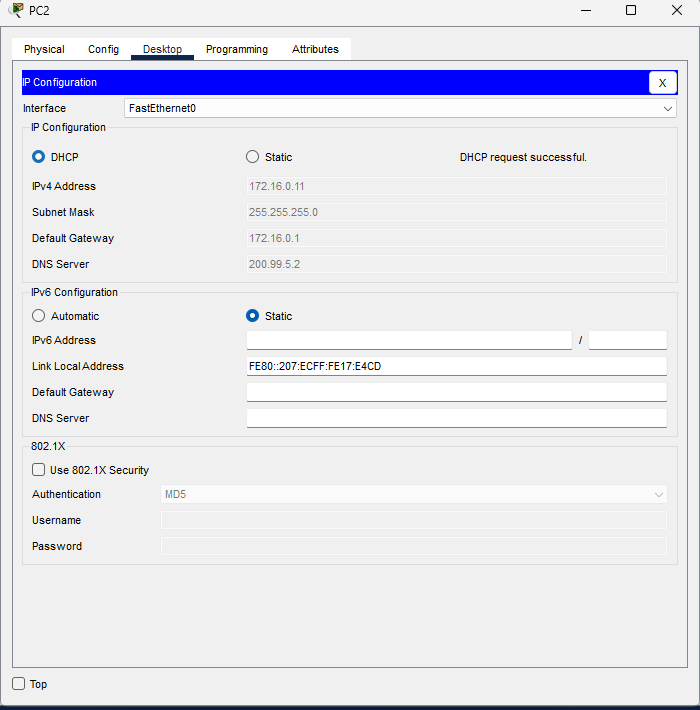 PC2
Physical Config Desktop Programming Attributes
IP Configuration X
Interface FastEthernet0
IP Configuration
DHCP Static DHCP request successful.
IPv4 Address 172.16.0.11
Subnet Mask 255.255.255.0
Default Gateway 172.16.0.1
DNS Server 200.99.5.2
IPv6 Configuration
Automatic Static
IPv6 Address /
Link Local Address FE80::207:ECFF:FE17:E4CD
Default Gateway
DNS Server
802.1X
Use 802.1X Security
Authentication MD5
Username
Password
Top